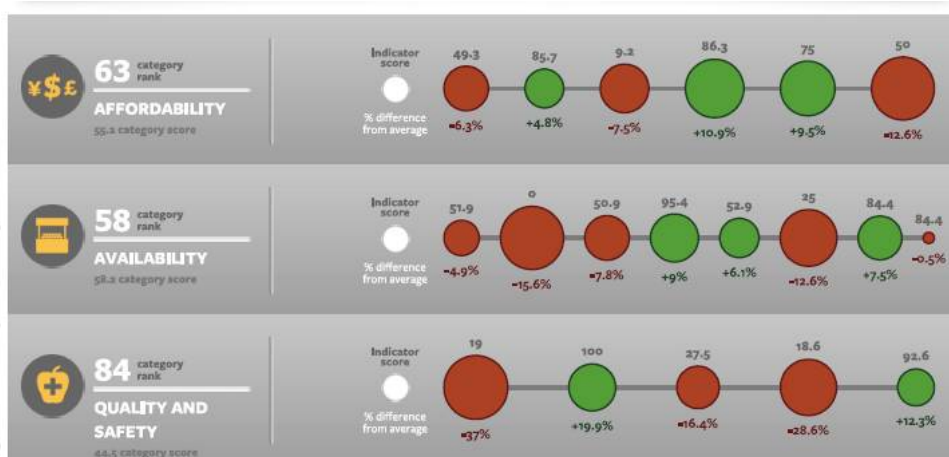 ¥$£
63 category rank
AFFORDABILITY
55.2 category score
Indicator score
% difference from average
49.3 85.7 9.2 86.3 75 50
-6.3% +4.8% -7.5% +10.9% +9.5% -12.6%
58 category rank
AVAILABILITY
58.2 category score
Indicator score
% difference from average
51.9 0 50.9 95.4 52.9 25 84.4 84.4
-4.9% -15.6% -7.8% +9% +6.1% -12.6% +7.5% -0.5%
84 category rank
QUALITY AND
SAFETY
44.5 category score
Indicator score
% difference from average
19 100 27.5 18.6 92.6
-37% +19.9% -16.4% -28.6% +12.3%